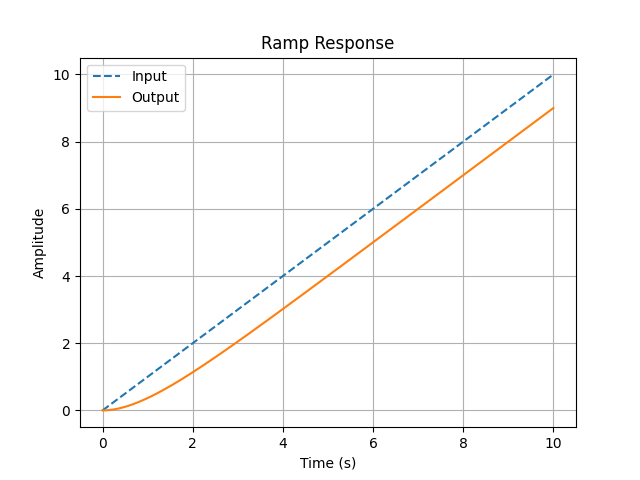 Ramp Response
Input
Output
Amplitude
10
8
6
4
2
0
0 2 4 6 8 10
Time (s)